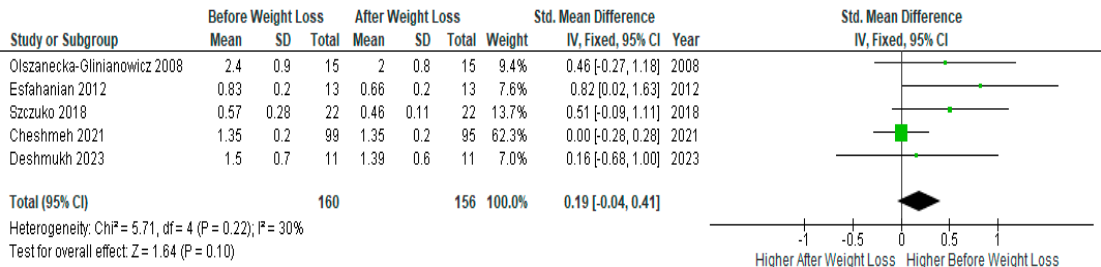 Before Weight Loss After Weight Loss Std. Mean Difference Std. Mean Difference
Study or Subgroup Mean SD Total Mean SD Total Weight IV, Fixed, 95% CI Year IV, Fixed, 95% CI
Olszanecka-Glinianowicz 2008 2.4 0.9 15 2 0.8 15 9.4% 0.46 [-0.27, 1.18] 2008
Esfahanian 2012 0.83 0.2 13 0.66 0.2 13 7.6% 0.82 [0.02, 1.63] 2012
Szczuko 2018 0.57 0.28 22 0.46 0.11 22 13.7% 0.51 [-0.09, 1.11] 2018
Cheshmeh 2021 1.35 0.2 99 1.35 0.2 95 62.3% 0.00 [-0.28, 0.28] 2021
Deshmukh 2023 1.5 0.7 11 1.39 0.6 11 7.0% 0.16 [-0.68, 1.00] 2023
Total (95% CI) 160 156 100.0% 0.19 [-0.04, 0.41]
Heterogeneity: Chi² = 5.71, df = 4 (P = 0.22); I² = 30%
Test for overall effect: Z = 1.64 (P = 0.10)
-1 -0.5 0 0.5 1
Higher After Weight Loss Higher Before Weight Loss